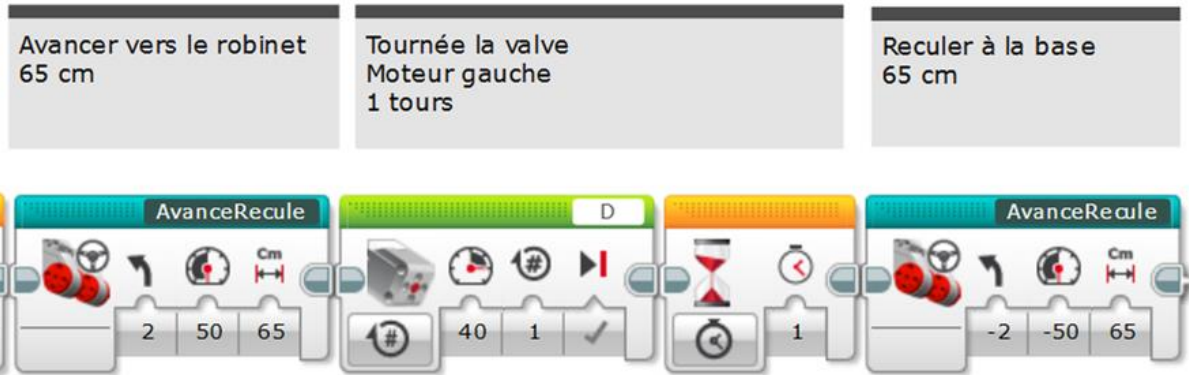 Avancer vers le robinet
65 cm
Tournée la valve
Moteur gauche
1 tours
Reculer à la base
65 cm
AvanceRecule
D
AvanceRecule
Cm
#
Cm
2 50 65
#
40 1
1
-2 -50 65